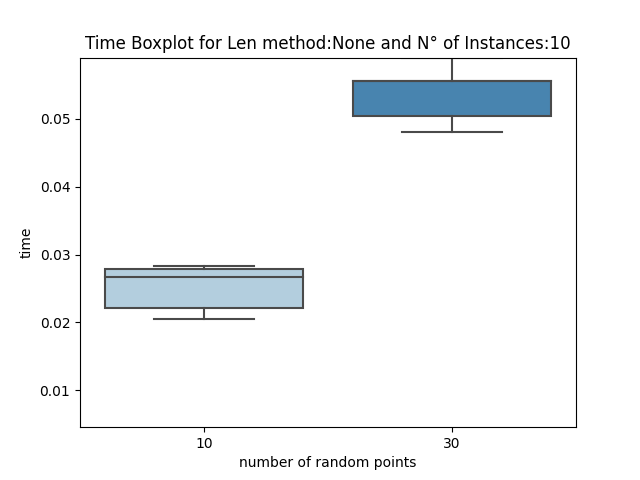 Time Boxplot for Len method:None and N° of Instances:10
0.05
0.04
0.03
0.02
0.01
time
10 30
number of random points